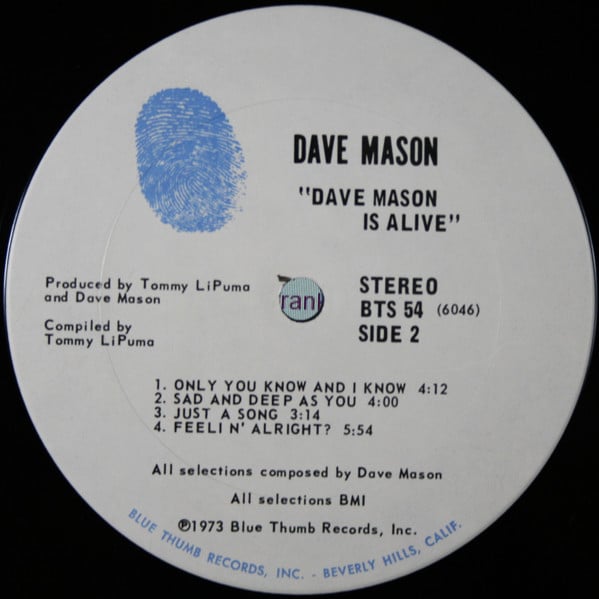 DAVE MASON
"DAVE MASON
IS ALIVE"
Produced by Tommy LiPuma
and Dave Mason
Compiled by
Tommy LiPuma
STEREO
BTS 54 (6046)
SIDE 2
1. ONLY YOU KNOW AND I KNOW 4:12
2. SAD AND DEEP AS YOU 4:00
3. JUST A SONG 3:14
4. FEELIN' ALRIGHT? 5:54
All selections composed by Dave Mason
All selections BMI
℗1973 Blue Thumb Records, Inc.
BLUE THUMB RECORDS, INC. - BEVERLY HILLS, CALIF.